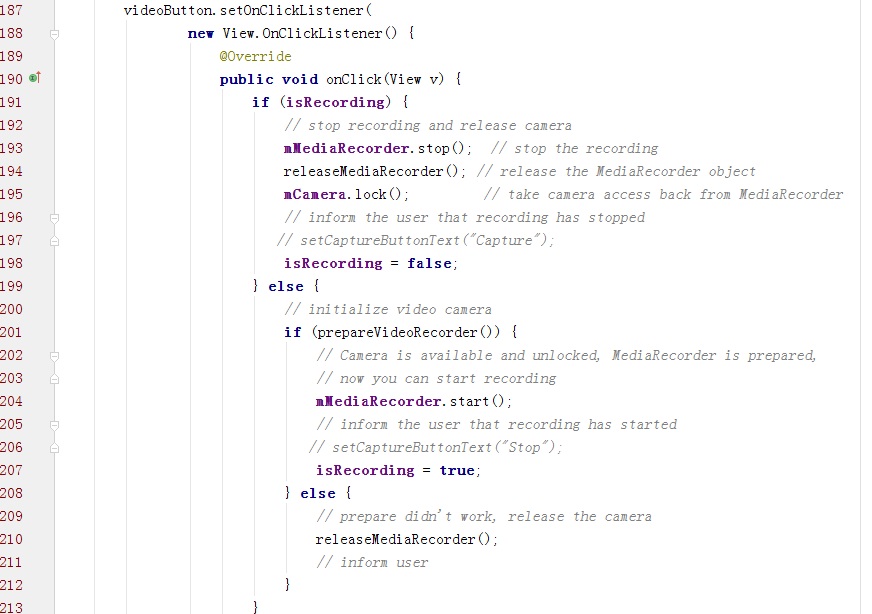 187 videoButton.setOnClickListener(
188 new View.OnClickListener() {
189 @Override
190 public void onClick(View v) {
191 if (isRecording) {
192 // stop recording and release camera
193 mMediaRecorder.stop();  // stop the recording
194 releaseMediaRecorder(); // release the MediaRecorder object
195 mCamera.lock();         // take camera access back from MediaRecorder
196 // inform the user that recording has stopped
197 // setCaptureButtonText("Capture");
198 isRecording = false;
199 } else {
200 // initialize video camera
201 if (prepareVideoRecorder()) {
202 // Camera is available and unlocked, MediaRecorder is prepared,
203 // now you can start recording
204 mMediaRecorder.start();
205 // inform the user that recording has started
206 // setCaptureButtonText("Stop");
207 isRecording = true;
208 } else {
209 // prepare didn't work, release the camera
210 releaseMediaRecorder();
211 // inform user
212 }
213 }